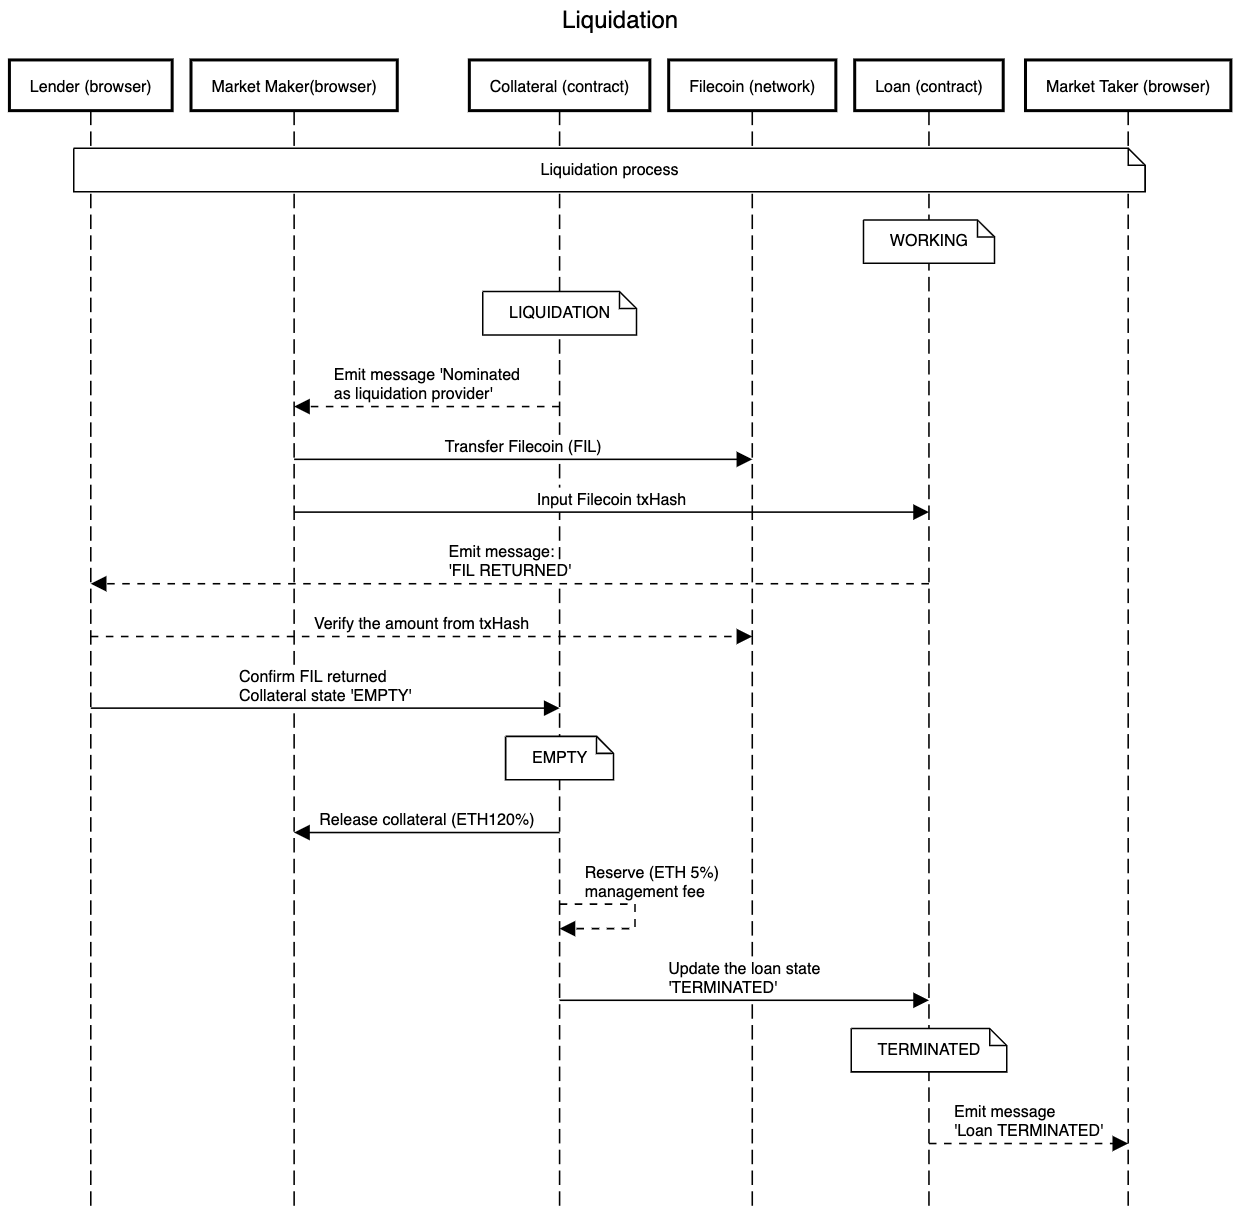 Liquidation
Lender (browser)
Market Maker(browser)
Collateral (contract)
Filecoin (network)
Loan (contract)
Market Taker (browser)
Liquidation process
WORKING
LIQUIDATION
Emit message 'Nominated
as liquidation provider'
Transfer Filecoin (FIL)
Input Filecoin txHash
Emit message:
'FIL RETURNED'
Verify the amount from txHash
Confirm FIL returned
Collateral state 'EMPTY'
EMPTY
Release collateral (ETH120%)
Reserve (ETH 5%)
management fee
Update the loan state
'TERMINATED'
TERMINATED
Emit message
'Loan TERMINATED'